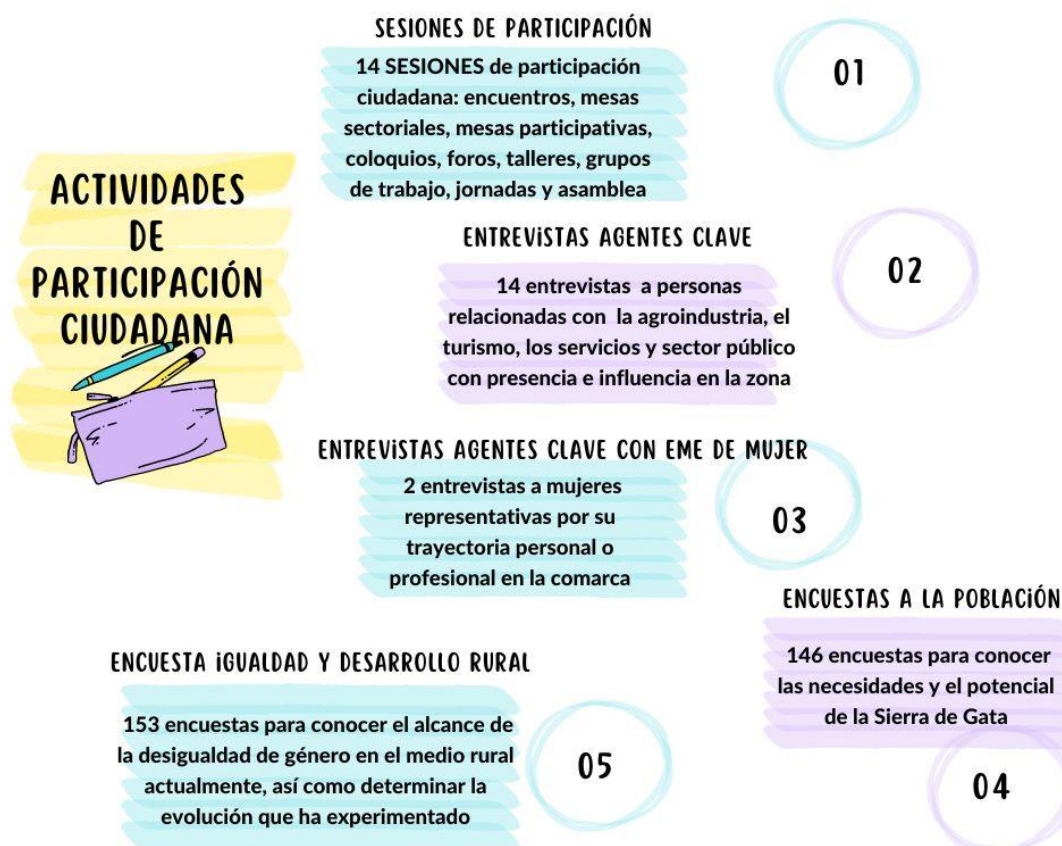 ACTIVIDADES
DE
PARTICIPACIÓN
CIUDADANA
SESIONES DE PARTICIPACIÓN
14 SESIONES de participación
ciudadana: encuentros, mesas
sectoriales, mesas participativas,
coloquios, foros, talleres, grupos
de trabajo, jornadas y asamblea
01
ENTREViSTAS AGENTES CLAVE
14 entrevistas a personas
relacionadas con la agroindustria, el
turismo, los servicios y sector público
con presencia e influencia en la zona
02
ENTREViSTAS AGENTES CLAVE CON EME DE MUJER
2 entrevistas a mujeres
representativas por su
trayectoria personal o
profesional en la comarca
03
ENCUESTAS A LA POBLACiÓN
146 encuestas para conocer
las necesidades y el potencial
de la Sierra de Gata
04
ENCUESTA iGUALDAD Y DESARROLLO RURAL
153 encuestas para conocer el alcance de
la desigualdad de género en el medio rural
actualmente, así como determinar la
evolución que ha experimentado
05